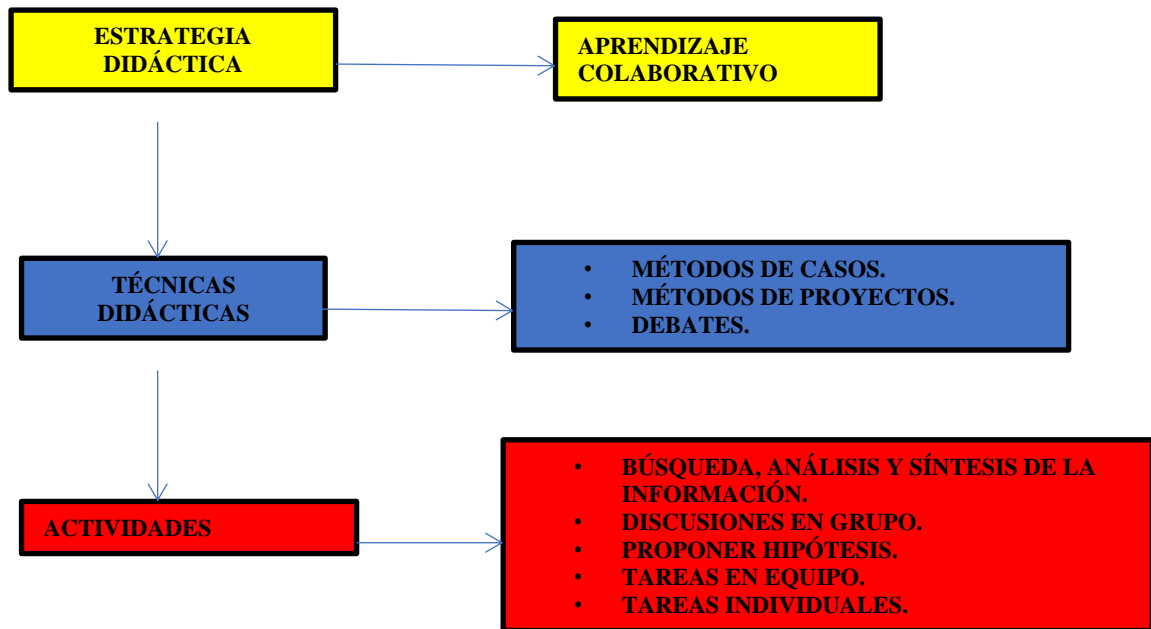 ESTRATEGIA
DIDÁCTICA
APRENDIZAJE
COLABORATIVO
TÉCNICAS
DIDÁCTICAS
• MÉTODOS DE CASOS.
• MÉTODOS DE PROYECTOS.
• DEBATES.
ACTIVIDADES
• BÚSQUEDA, ANÁLISIS Y SÍNTESIS DE LA
INFORMACIÓN.
• DISCUSIONES EN GRUPO.
• PROPONER HIPÓTESIS.
• TAREAS EN EQUIPO.
• TAREAS INDIVIDUALES.